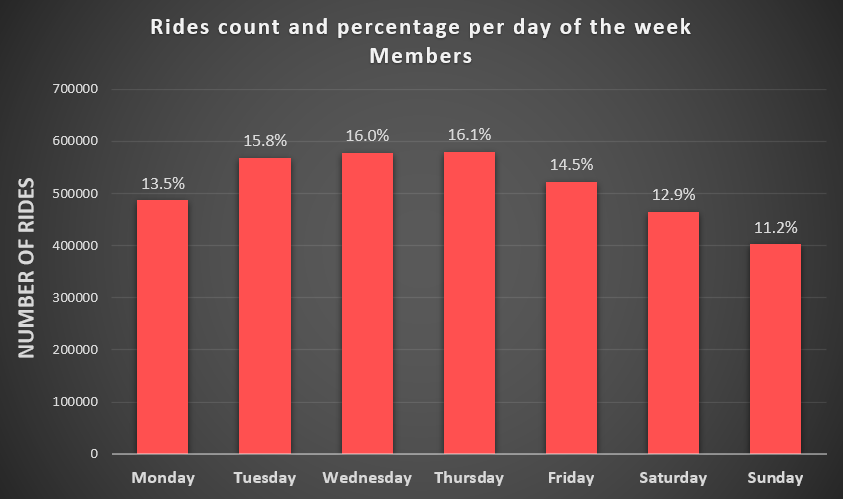 Rides count and percentage per day of the week
Members
700000
600000
500000
400000
300000
200000
100000
0
NUMBER OF RIDES
13.5%
15.8%
16.0%
16.1%
14.5%
12.9%
11.2%
Monday
Tuesday
Wednesday
Thursday
Friday
Saturday
Sunday